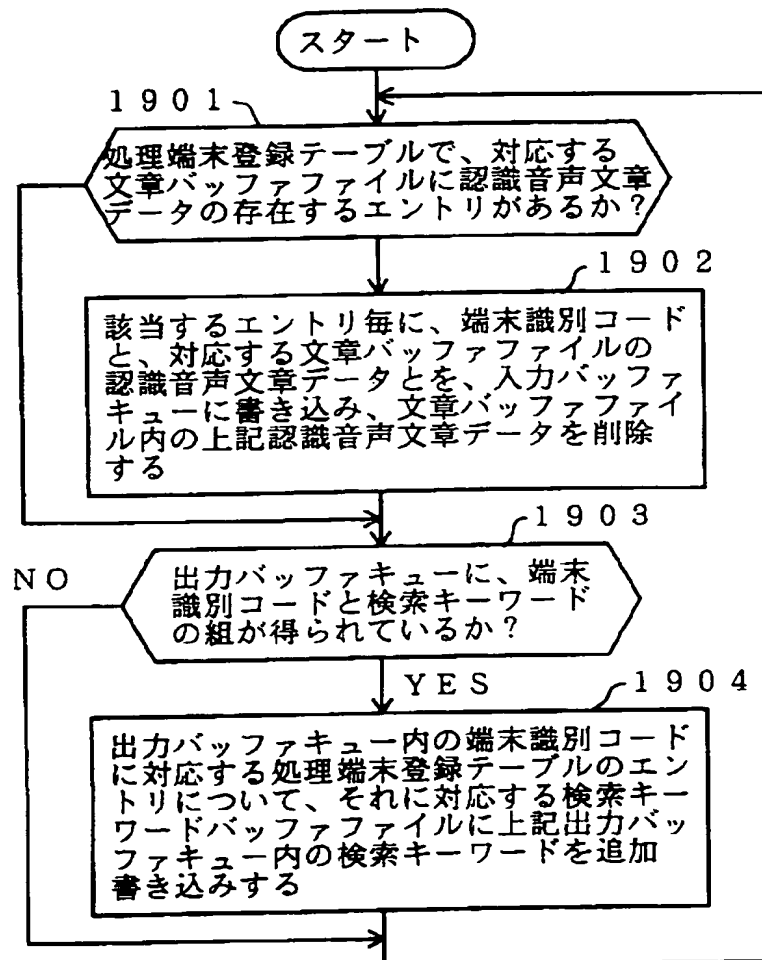 スタート
1901
処理端末登録テーブルで、対応する
文章バッファファイルに認識音声文章
データの存在するエントリがあるか？
1902
該当するエントリ毎に、端末識別コード
と、対応する文章バッファファイルの
認識音声文章データとを、入力バッファ
キューに書き込み、文章バッファファイ
ル内の上記認識音声文章データを削除
する
1903
NO
出力バッファキューに、端末
識別コードと検索キーワード
の組が得られているか？
YES
1904
出力バッファキュー内の端末識別コード
に対応する処理端末登録テーブルのエン
トリについて、それに対応する検索キー
ワードバッファファイルに上記出力バッ
ファキュー内の検索キーワードを追加
書き込みする